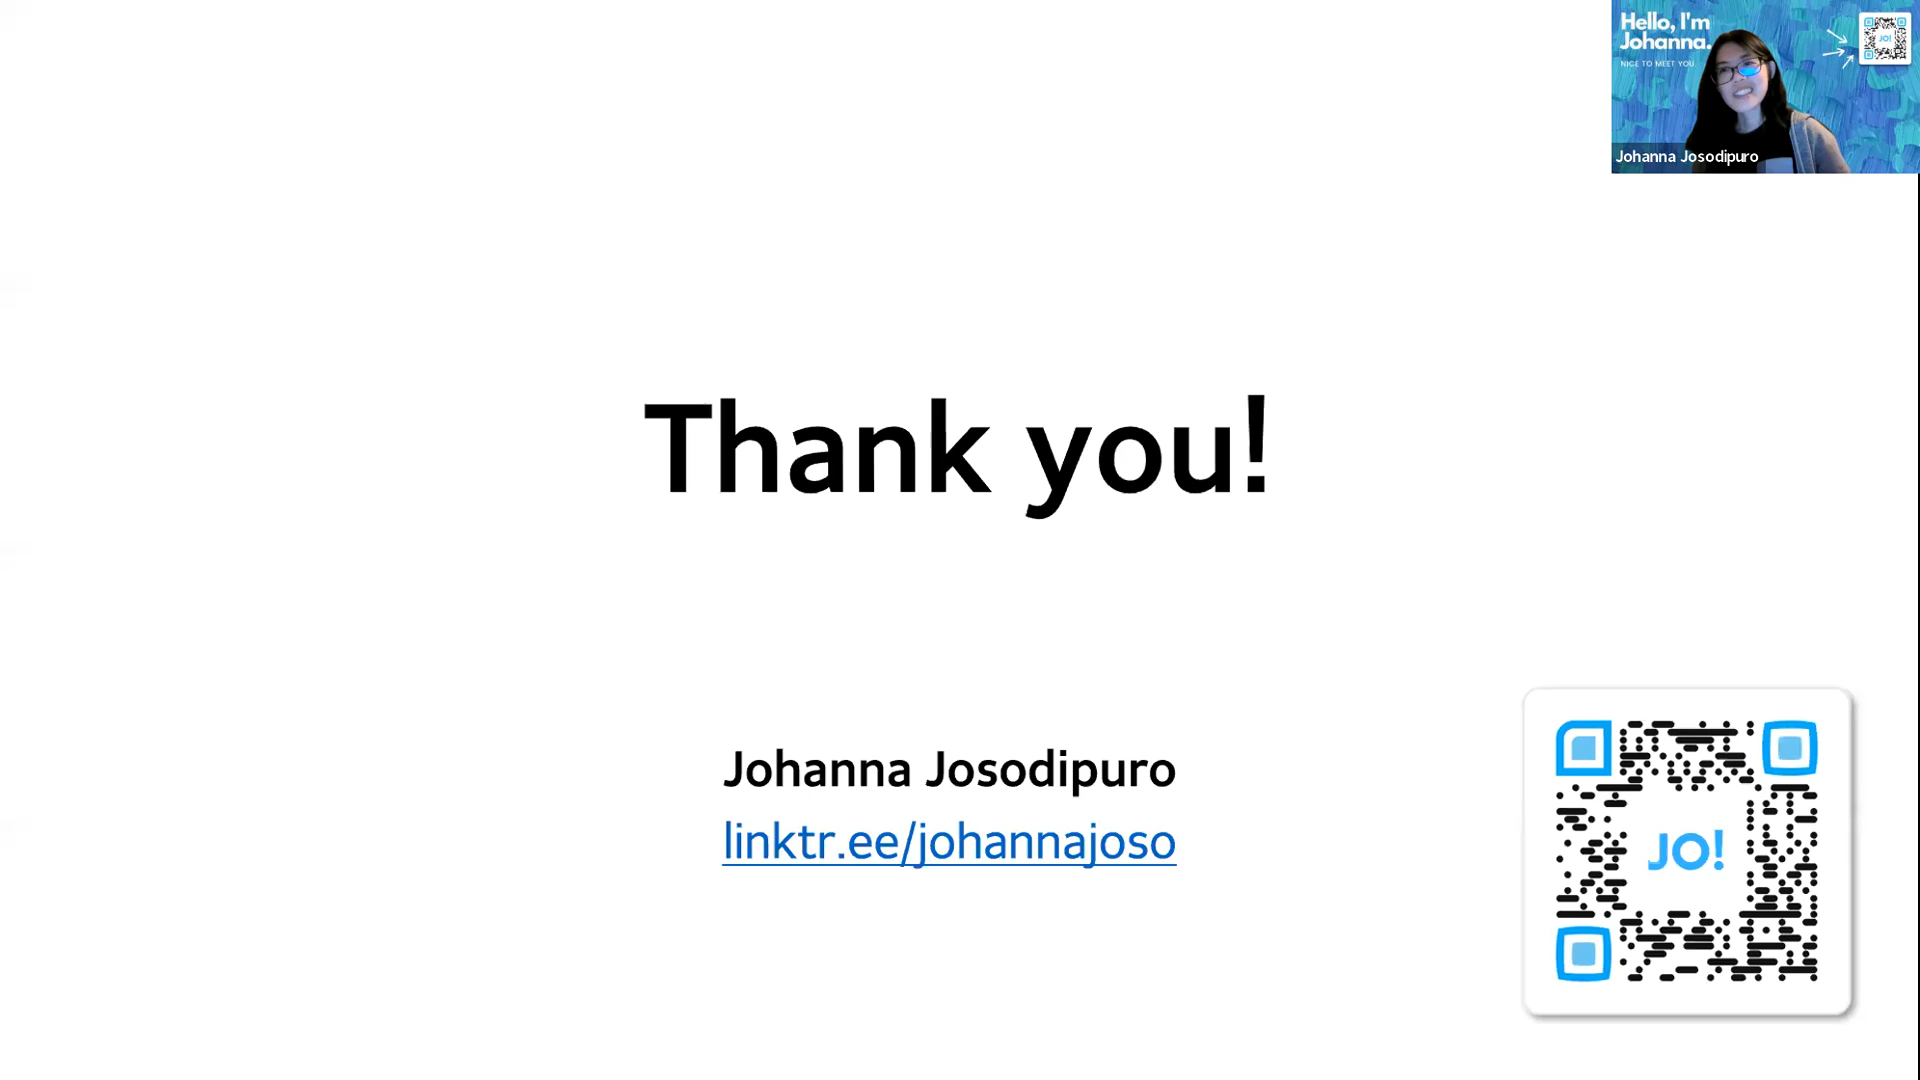 Hello, I'm
Johanna.
NICE TO MEET YOU
JO!
Johanna Josodipuro
Thank you!
Johanna Josodipuro
linktr.ee/johannajoso
JO!